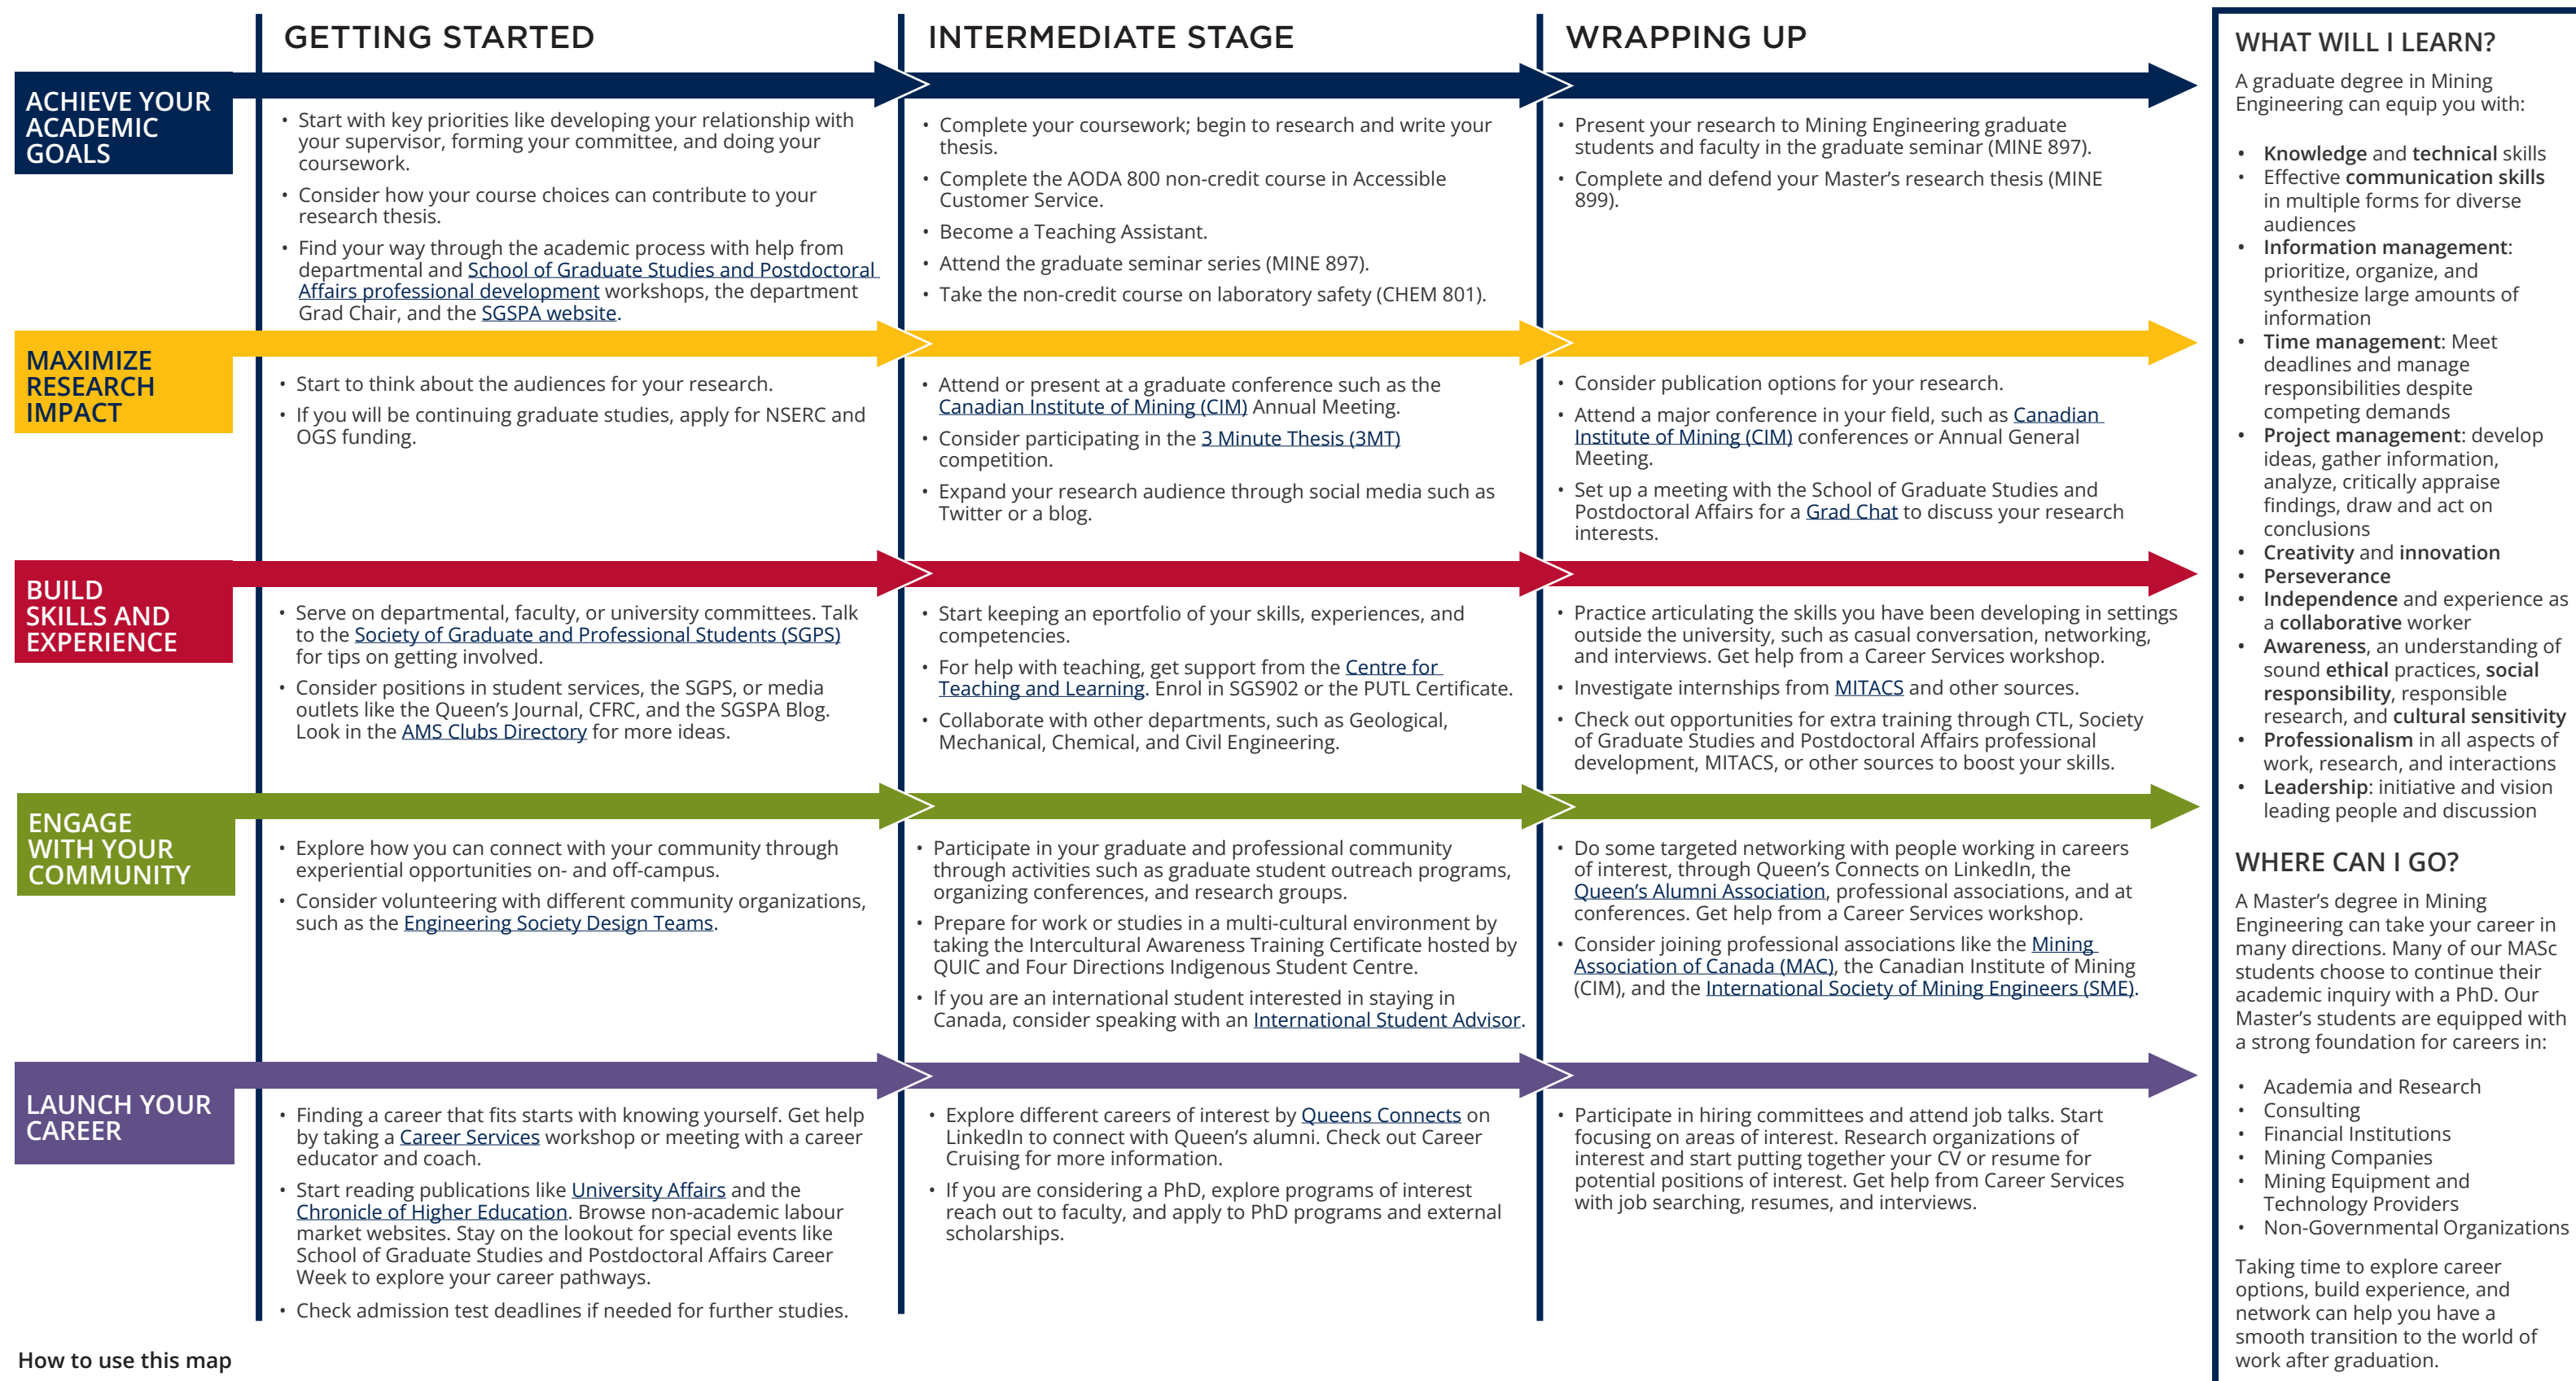 GETTING STARTED
INTERMEDIATE STAGE
WRAPPING UP
ACHIEVE YOUR
ACADEMIC
GOALS
• Start with key priorities like developing your relationship with
your supervisor, forming your committee, and doing your
coursework.
• Consider how your course choices can contribute to your
research thesis.
• Find your way through the academic process with help from
departmental and School of Graduate Studies and Postdoctoral
Affairs professional development workshops, the department
Grad Chair, and the SGSPA website.
• Complete your coursework; begin to research and write your
thesis.
• Complete the AODA 800 non-credit course in Accessible
Customer Service.
• Become a Teaching Assistant.
• Attend the graduate seminar series (MINE 897).
• Take the non-credit course on laboratory safety (CHEM 801).
• Present your research to Mining Engineering graduate
students and faculty in the graduate seminar (MINE 897).
• Complete and defend your Master's research thesis (MINE
899).
MAXIMIZE
RESEARCH
IMPACT
• Start to think about the audiences for your research.
• If you will be continuing graduate studies, apply for NSERC and
OGS funding.
• Attend or present at a graduate conference such as the
Canadian Institute of Mining (CIM) Annual Meeting.
• Consider participating in the 3 Minute Thesis (3MT)
competition.
• Expand your research audience through social media such as
Twitter or a blog.
• Consider publication options for your research.
• Attend a major conference in your field, such as Canadian
Institute of Mining (CIM) conferences or Annual General
Meeting.
• Set up a meeting with the School of Graduate Studies and
Postdoctoral Affairs for a Grad Chat to discuss your research
interests.
BUILD
SKILLS AND
EXPERIENCE
• Serve on departmental, faculty, or university committees. Talk
to the Society of Graduate and Professional Students (SGPS)
for tips on getting involved.
• Consider positions in student services, the SGPS, or media
outlets like the Queen's Journal, CFRC, and the SGSPA Blog.
Look in the AMS Clubs Directory for more ideas.
• Start keeping an eportfolio of your skills, experiences, and
competencies.
• For help with teaching, get support from the Centre for
Teaching and Learning. Enrol in SGS902 or the PUTL Certificate.
• Collaborate with other departments, such as Geological,
Mechanical, Chemical, and Civil Engineering.
• Practice articulating the skills you have been developing in settings
outside the university, such as casual conversation, networking,
and interviews. Get help from a Career Services workshop.
• Investigate internships from MITACS and other sources.
• Check out opportunities for extra training through CTL, Society
of Graduate Studies and Postdoctoral Affairs professional
development, MITACS, or other sources to boost your skills.
ENGAGE
WITH YOUR
COMMUNITY
• Explore how you can connect with your community through
experiential opportunities on- and off-campus.
• Consider volunteering with different community organizations,
such as the Engineering Society Design Teams.
• Participate in your graduate and professional community
through activities such as graduate student outreach programs,
organizing conferences, and research groups.
• Prepare for work or studies in a multi-cultural environment by
taking the Intercultural Awareness Training Certificate hosted by
QUIC and Four Directions Indigenous Student Centre.
• If you are an international student interested in staying in
Canada, consider speaking with an International Student Advisor.
• Do some targeted networking with people working in careers
of interest, through Queen's Connects on LinkedIn, the
Queen's Alumni Association, professional associations, and at
conferences. Get help from a Career Services workshop.
• Consider joining professional associations like the Mining
Association of Canada (MAC), the Canadian Institute of Mining
(CIM), and the International Society of Mining Engineers (SME).
LAUNCH YOUR
CAREER
• Finding a career that fits starts with knowing yourself. Get help
by taking a Career Services workshop or meeting with a career
educator and coach.
• Start reading publications like University Affairs and the
Chronicle of Higher Education. Browse non-academic labour
market websites. Stay on the lookout for special events like
School of Graduate Studies and Postdoctoral Affairs Career
Week to explore your career pathways.
• Check admission test deadlines if needed for further studies.
• Explore different careers of interest by Queens Connects on
LinkedIn to connect with Queen's alumni. Check out Career
Cruising for more information.
• If you are considering a PhD, explore programs of interest
reach out to faculty, and apply to PhD programs and external
scholarships.
• Participate in hiring committees and attend job talks. Start
focusing on areas of interest. Research organizations of
interest and start putting together your CV or resume for
potential positions of interest. Get help from Career Services
with job searching, resumes, and interviews.
How to use this map
WHAT WILL I LEARN?
A graduate degree in Mining
Engineering can equip you with:
• Knowledge and technical skills
• Effective communication skills
in multiple forms for diverse
audiences
• Information management:
prioritize, organize, and
synthesize large amounts of
information
• Time management: Meet
deadlines and manage
responsibilities despite
competing demands
• Project management: develop
ideas, gather information,
analyze, critically appraise
findings, draw and act on
conclusions
• Creativity and innovation
• Perseverance
• Independence and experience as
a collaborative worker
• Awareness, an understanding of
sound ethical practices, social
responsibility, responsible
research, and cultural sensitivity
• Professionalism in all aspects of
work, research, and interactions
• Leadership: initiative and vision
leading people and discussion
WHERE CAN I GO?
A Master's degree in Mining
Engineering can take your career in
many directions. Many of our MASc
students choose to continue their
academic inquiry with a PhD. Our
Master's students are equipped with
a strong foundation for careers in:
• Academia and Research
• Consulting
• Financial Institutions
• Mining Companies
• Mining Equipment and
Technology Providers
• Non-Governmental Organizations
Taking time to explore career
options, build experience, and
network can help you have a
smooth transition to the world of
work after graduation.